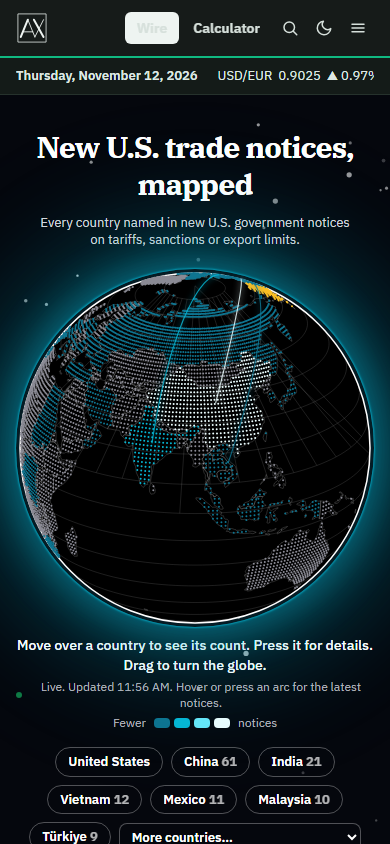 AX
Wire Calculator
Thursday, November 12, 2026 USD/EUR 0.9025 ▲ 0.97%
New U.S. trade notices,
mapped
Every country named in new U.S. government notices
on tariffs, sanctions or export limits.
Move over a country to see its count. Press it for details.
Drag to turn the globe.
Live. Updated 11:56 AM. Hover or press an arc for the latest
notices.
Fewer notices
United States China 61 India 21
Vietnam 12 Mexico 11 Malaysia 10
Türkiye 9 More countries...